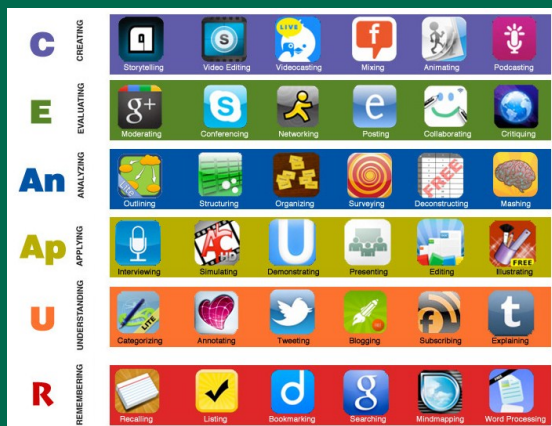 C CREATING
S LIVE f
Storytelling Video Editing Videocasting Mixing Animating Podcasting
E EVALUATING
g+ S e
Moderating Conferencing Networking Posting Collaborating Critiquing
An ANALYZING
Lite FREE
Outlining Structuring Organizing Surveying Deconstructing Mashing
Ap APPLYING
HD U FREE
Interviewing Simulating Demonstrating Presenting Editing Illustrating
U UNDERSTANDING
LITE f t
Categorizing Annotating Tweeting Blogging Subscribing Explaining
R REMEMBERING
d g
Recalling Listing Bookmarking Searching Mindmapping Word Processing